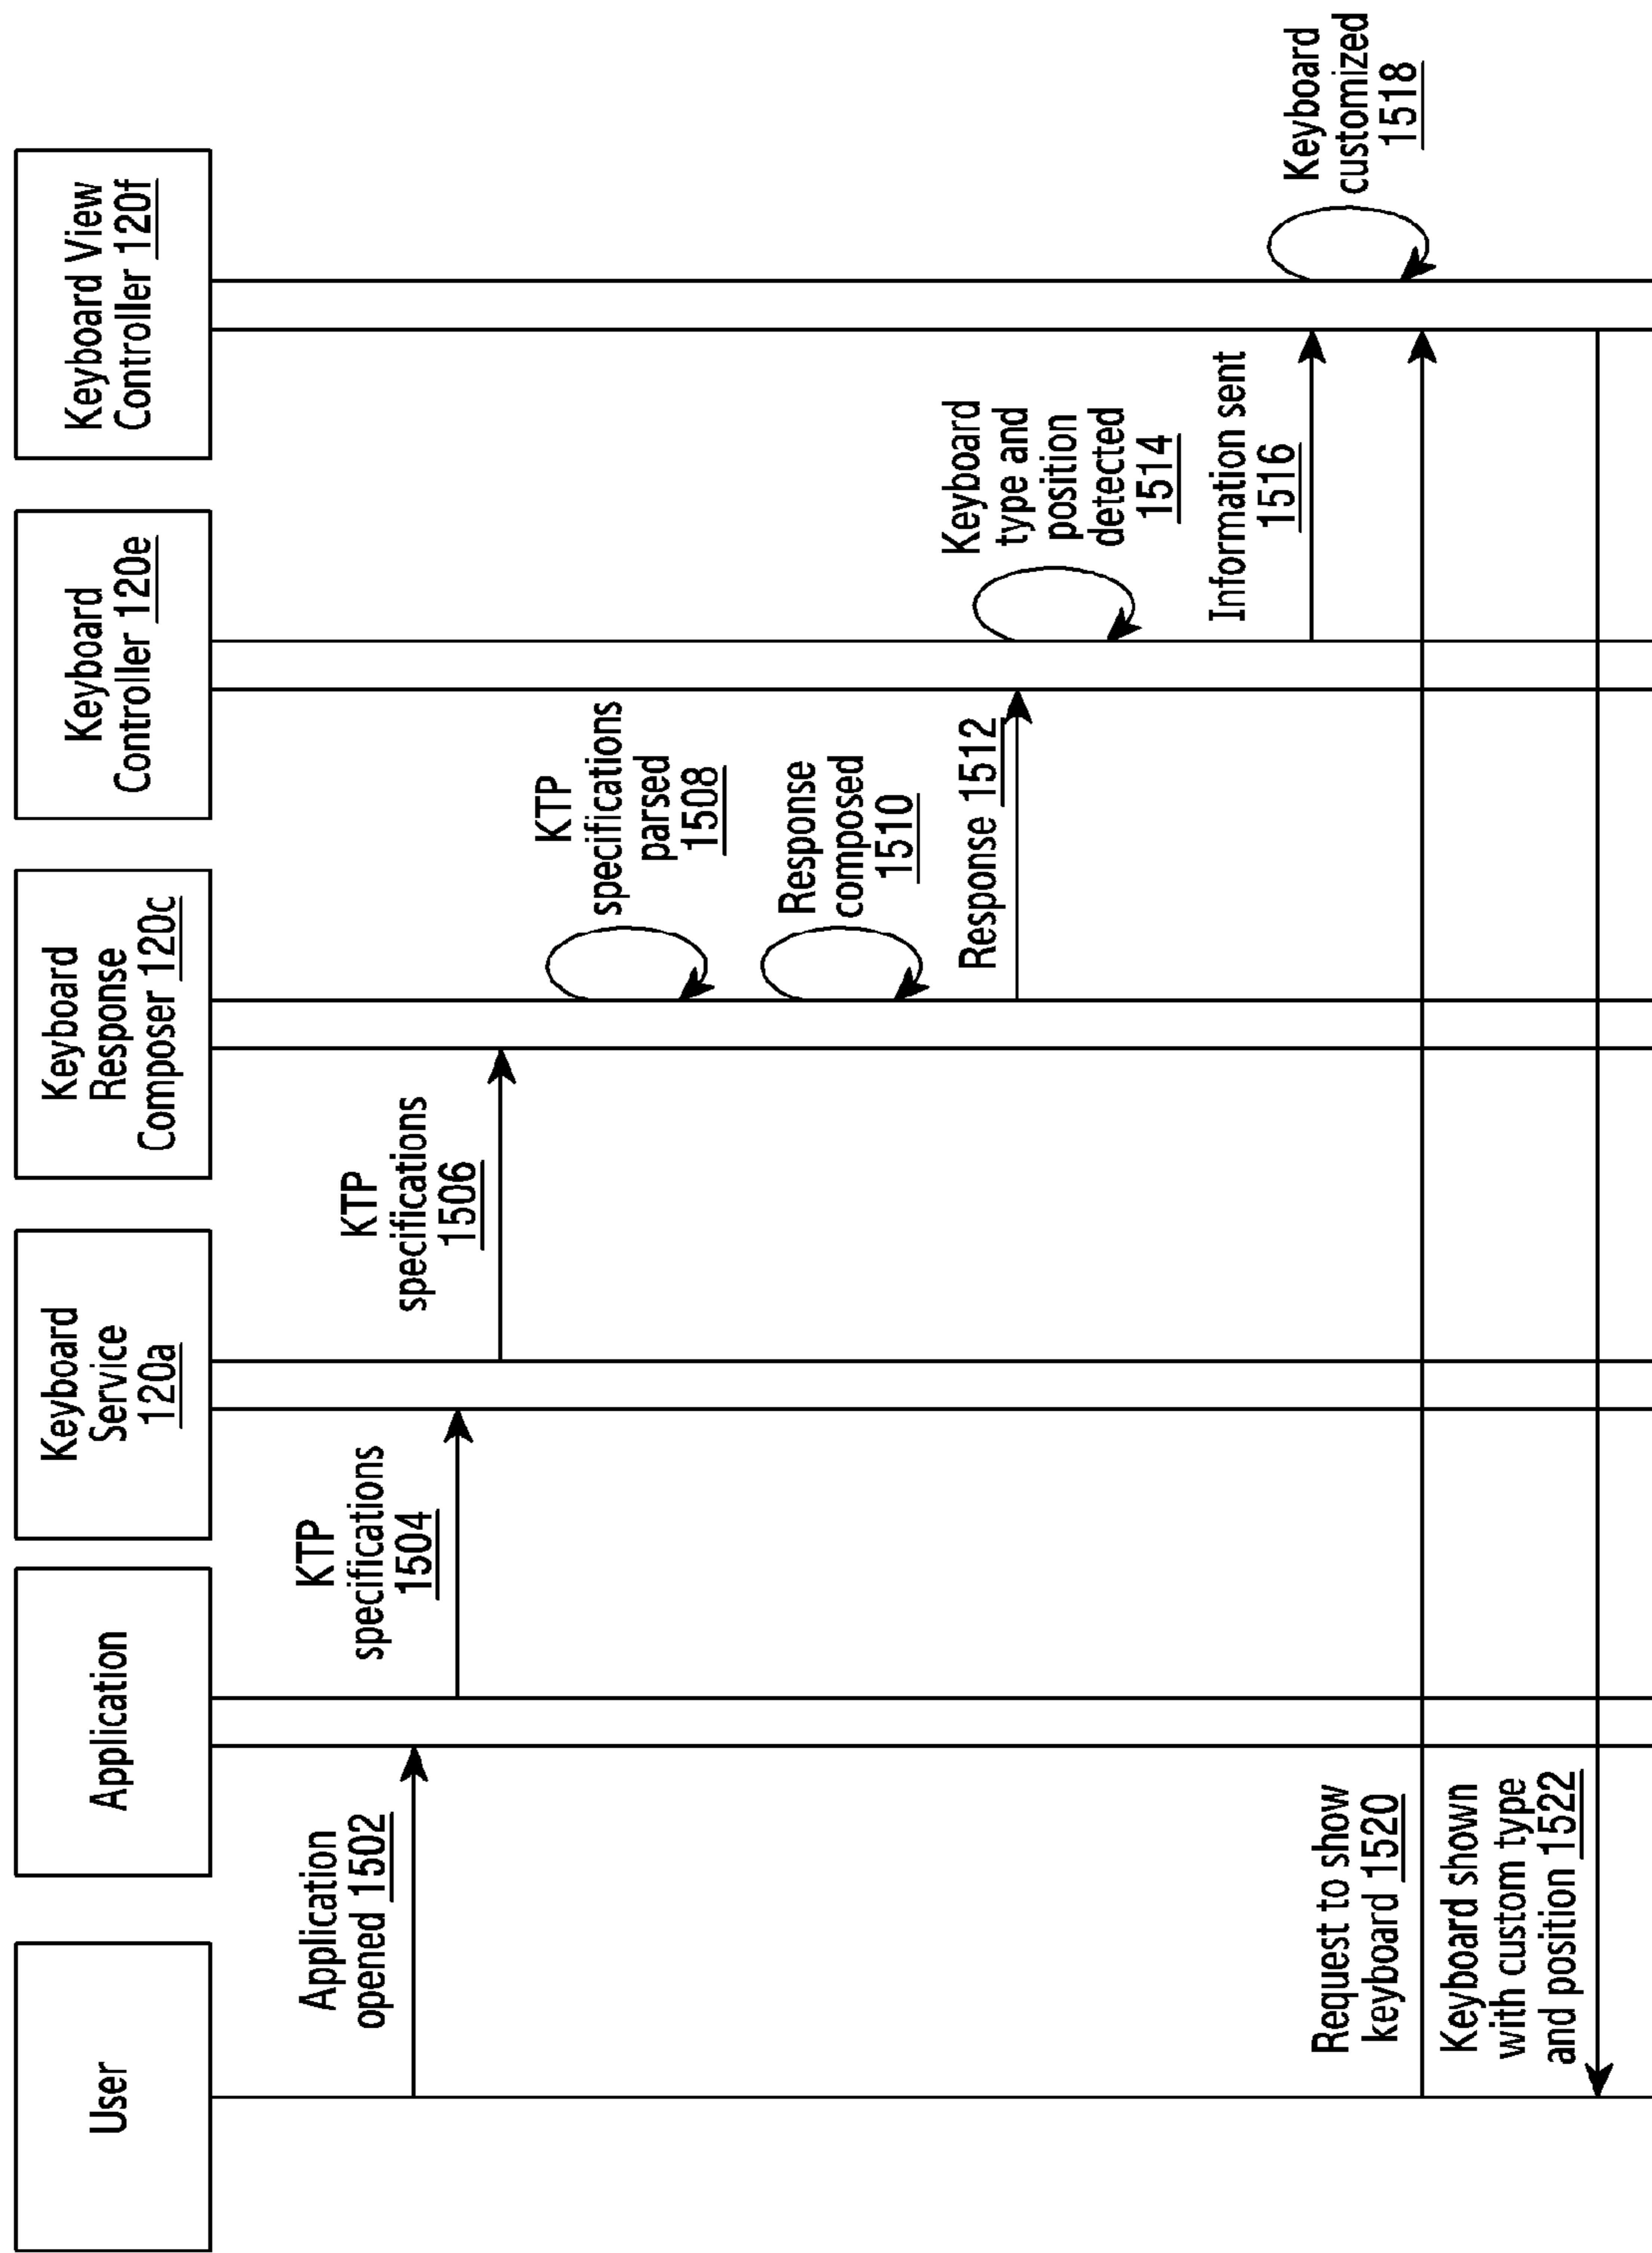 User
Application
Keyboard
Service
120a
Keyboard
Response
Composer 120c
Keyboard
Controller 120e
Keyboard View
Controller 120f
Application
opened 1502
KTP
specifications
1504
KTP
specifications
1506
KTP
specifications
parsed
1508
Response
composed
1510
Response 1512
Keyboard
type and
position
detected
1514
Information sent
1516
Keyboard
customized
1518
Request to show
keyboard 1520
Keyboard shown
with custom type
and position 1522